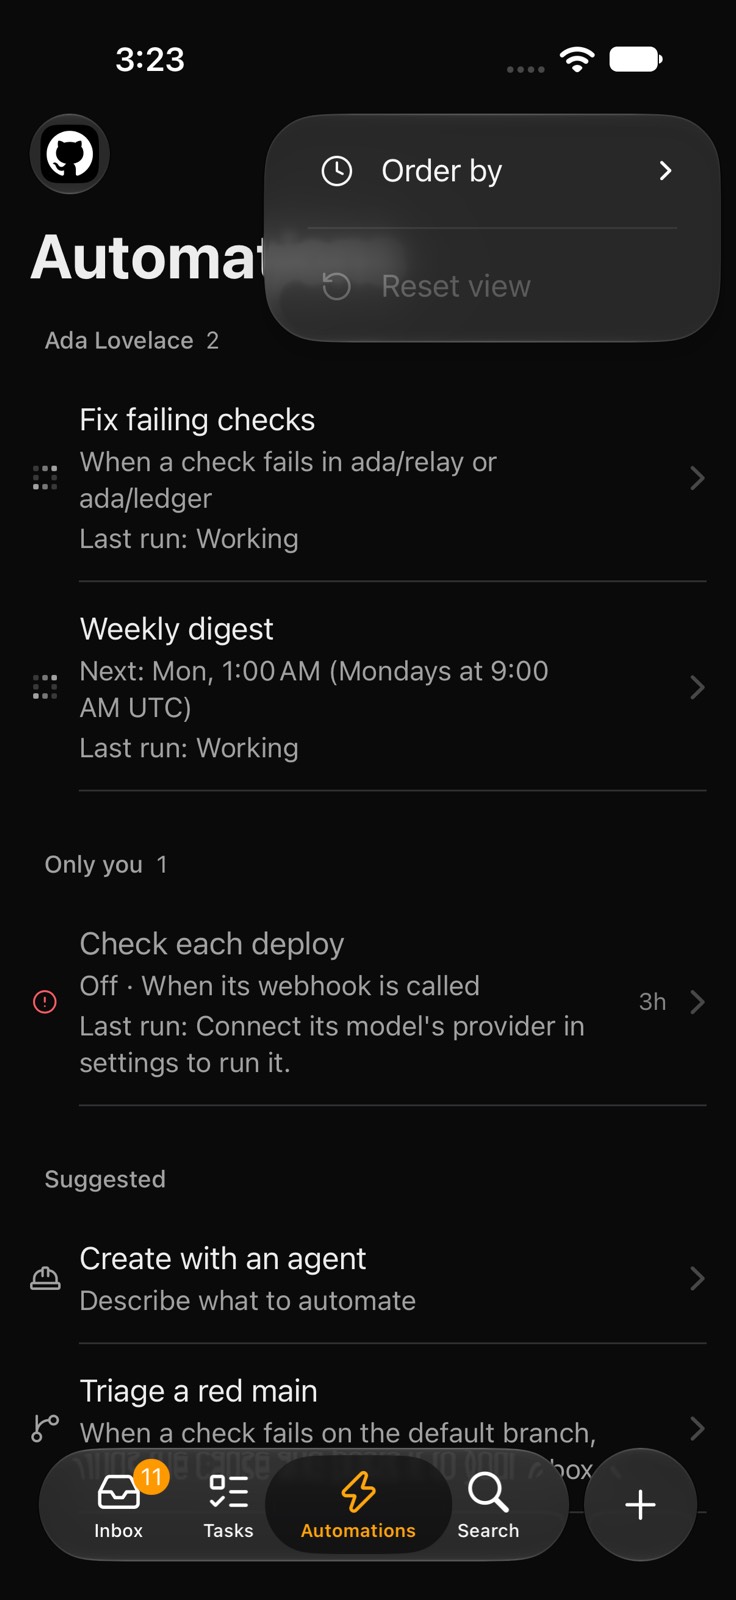 3:23
Order by
Automat
Reset view
Ada Lovelace 2
Fix failing checks
When a check fails in ada/relay or
ada/ledger
Last run: Working
Weekly digest
Next: Mon, 1:00 AM (Mondays at 9:00
AM UTC)
Last run: Working
Only you 1
Check each deploy
Off · When its webhook is called
3h
Last run: Connect its model's provider in
settings to run it.
Suggested
Create with an agent
Describe what to automate
Triage a red main
When a check fails on the default branch,
box
11
Inbox
Tasks
Automations
Search